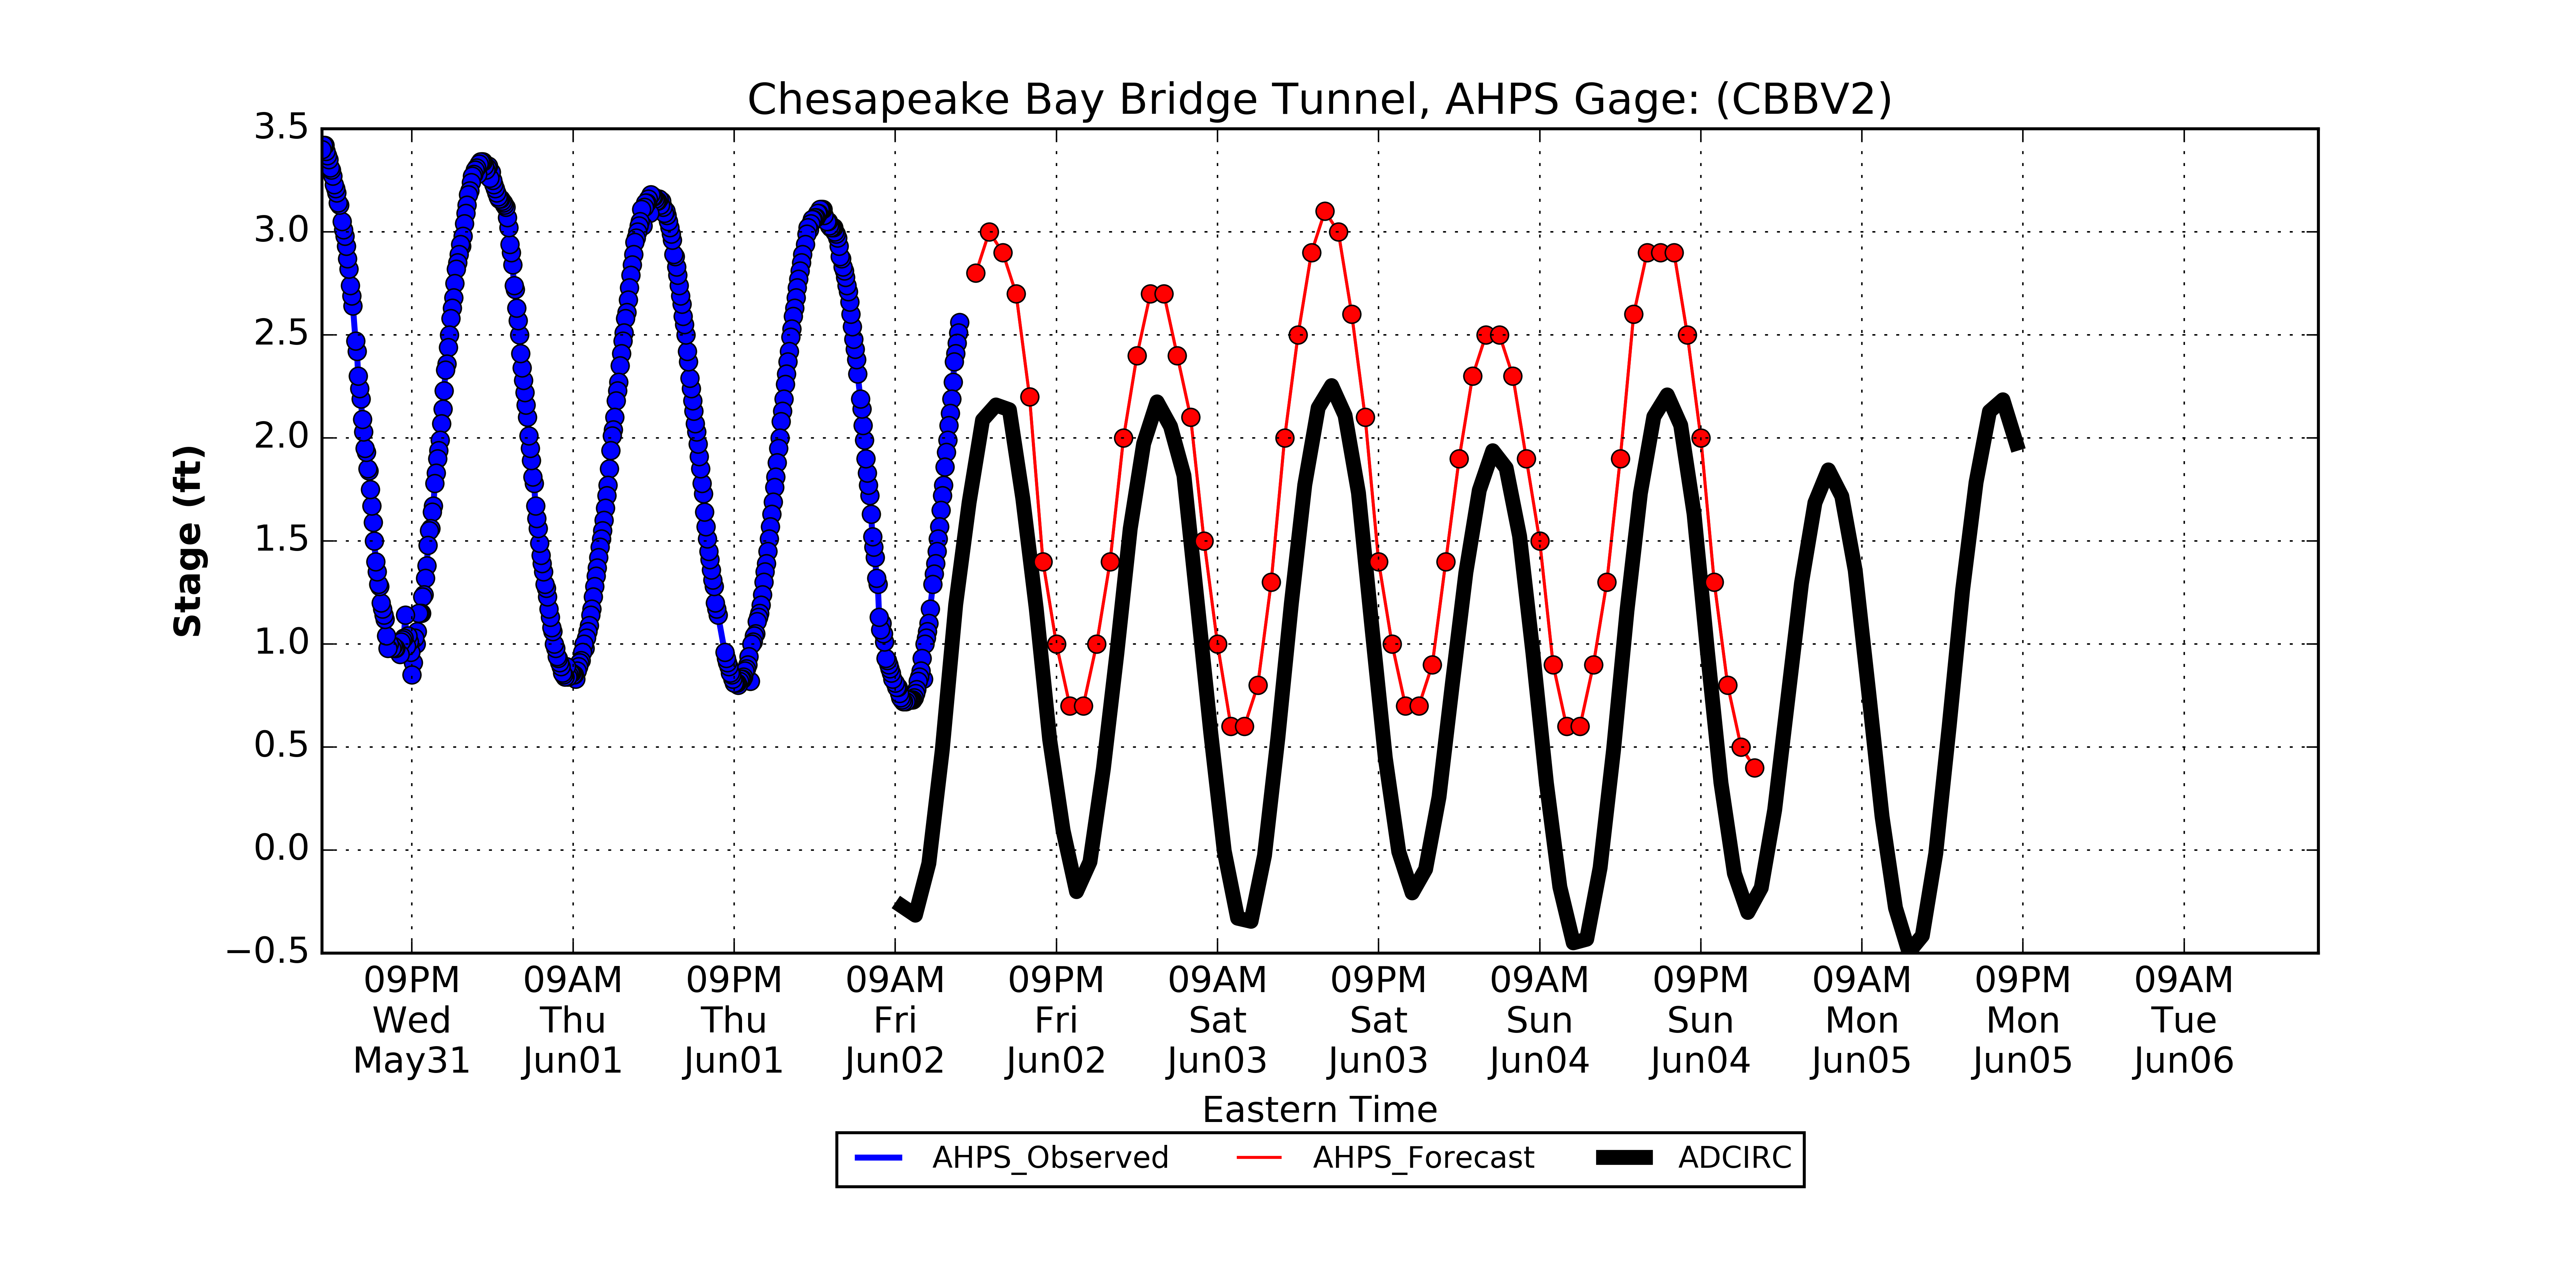 Chesapeake Bay Bridge Tunnel, AHPS Gage: (CBBV2)
3.5
3.0
2.5
2.0
1.5
1.0
0.5
0.0
−0.5
Stage (ft)
09PM 09AM 09PM 09AM 09PM 09AM 09PM 09AM 09PM 09AM 09PM 09AM
Wed Thu Thu Fri Fri Sat Sat Sun Sun Mon Mon Tue
May31 Jun01 Jun01 Jun02 Jun02 Jun03 Jun03 Jun04 Jun04 Jun05 Jun05 Jun06
Eastern Time
AHPS_Observed AHPS_Forecast ADCIRC